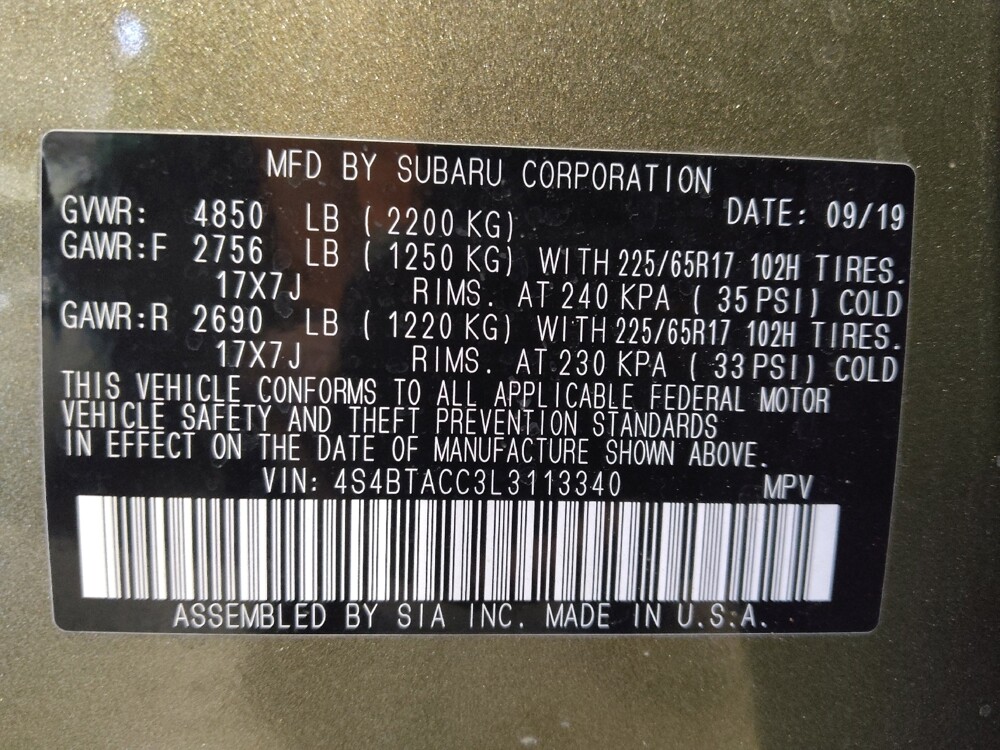 MFD BY SUBARU CORPORATION
GVWR: 4850 LB ( 2200 KG) DATE: 09/19
GAWR:F 2756 LB ( 1250 KG) WITH 225/65R17 102H TIRES.
17X7J RIMS. AT 240 KPA ( 35 PSI) COLD
GAWR:R 2690 LB ( 1220 KG) WITH 225/65R17 102H TIRES.
17X7J RIMS. AT 230 KPA ( 33 PSI) COLD
THIS VEHICLE CONFORMS TO ALL APPLICABLE FEDERAL MOTOR
VEHICLE SAFETY AND THEFT PREVENTION STANDARDS
IN EFFECT ON THE DATE OF MANUFACTURE SHOWN ABOVE.
VIN: 4S4BTACC3L3113340 MPV
ASSEMBLED BY SIA INC. MADE IN U.S.A.